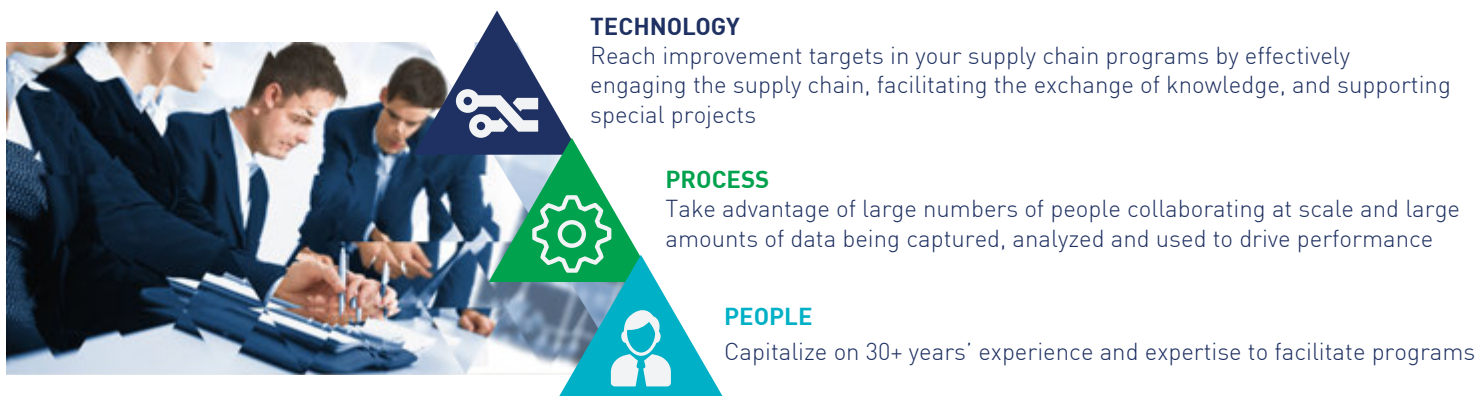 TECHNOLOGY
Reach improvement targets in your supply chain programs by effectively
engaging the supply chain, facilitating the exchange of knowledge, and supporting
special projects
PROCESS
Take advantage of large numbers of people collaborating at scale and large
amounts of data being captured, analyzed and used to drive performance
PEOPLE
Capitalize on 30+ years’ experience and expertise to facilitate programs